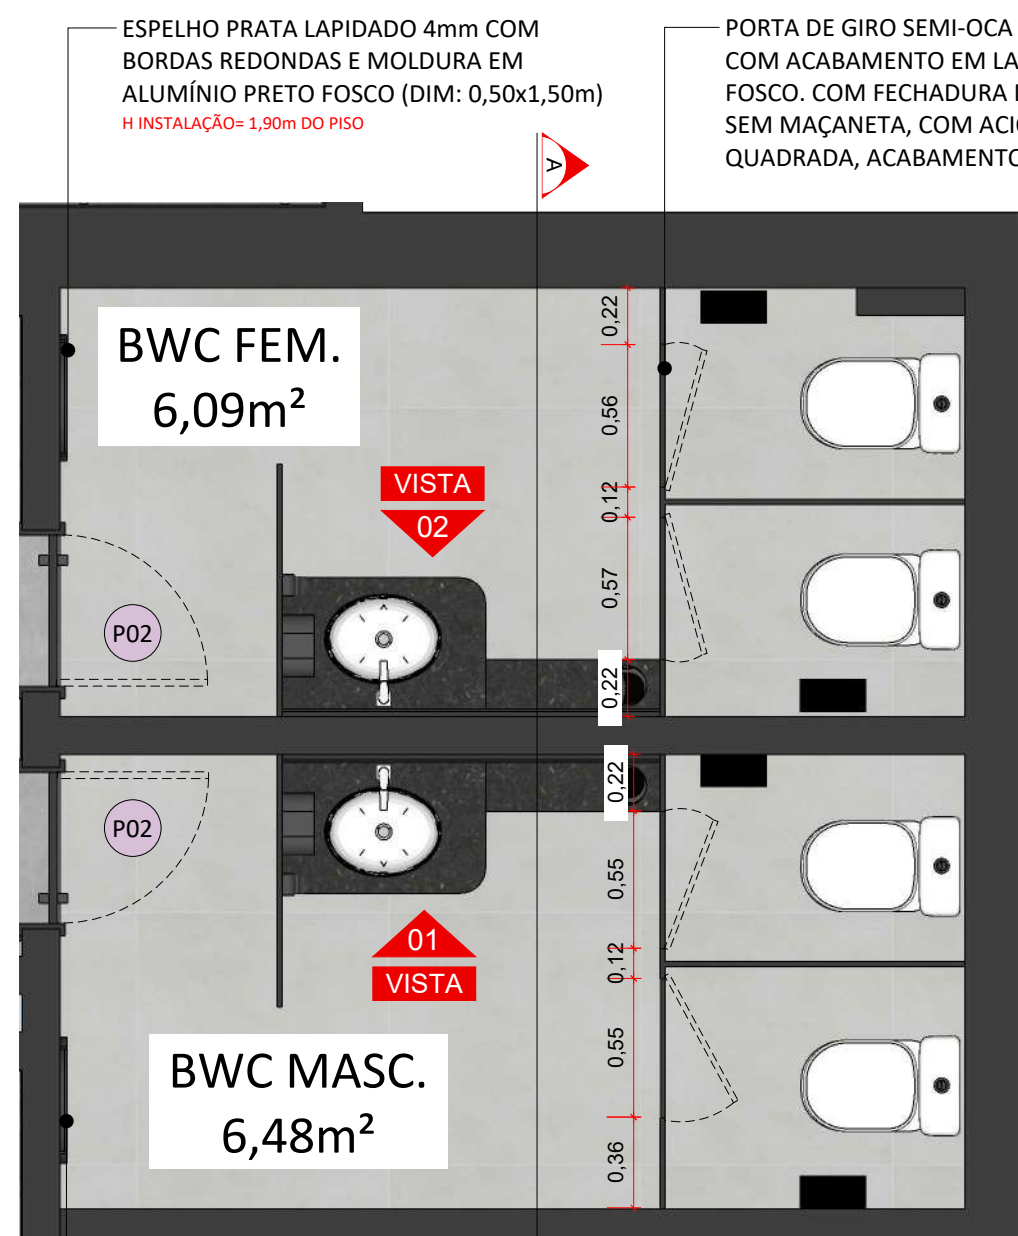 ESPELHO PRATA LAPIDADO 4mm COM
BORDAS REDONDAS E MOLDURA EM
ALUMÍNIO PRETO FOSCO (DIM: 0,50x1,50m)
H INSTALAÇÃO= 1,90m DO PISO
PORTA DE GIRO SEMI-OCA
COM ACABAMENTO EM LA
FOSCO. COM FECHADURA
SEM MAÇANETA, COM
QUADRADA, ACABAMENTO
A
BWC FEM.
6,09m²
0,22
0,56
0,12
0,57
0,22
VISTA
02
P02
P02
0,22
0,55
0,12
0,55
0,36
01
VISTA
BWC MASC.
6,48m²